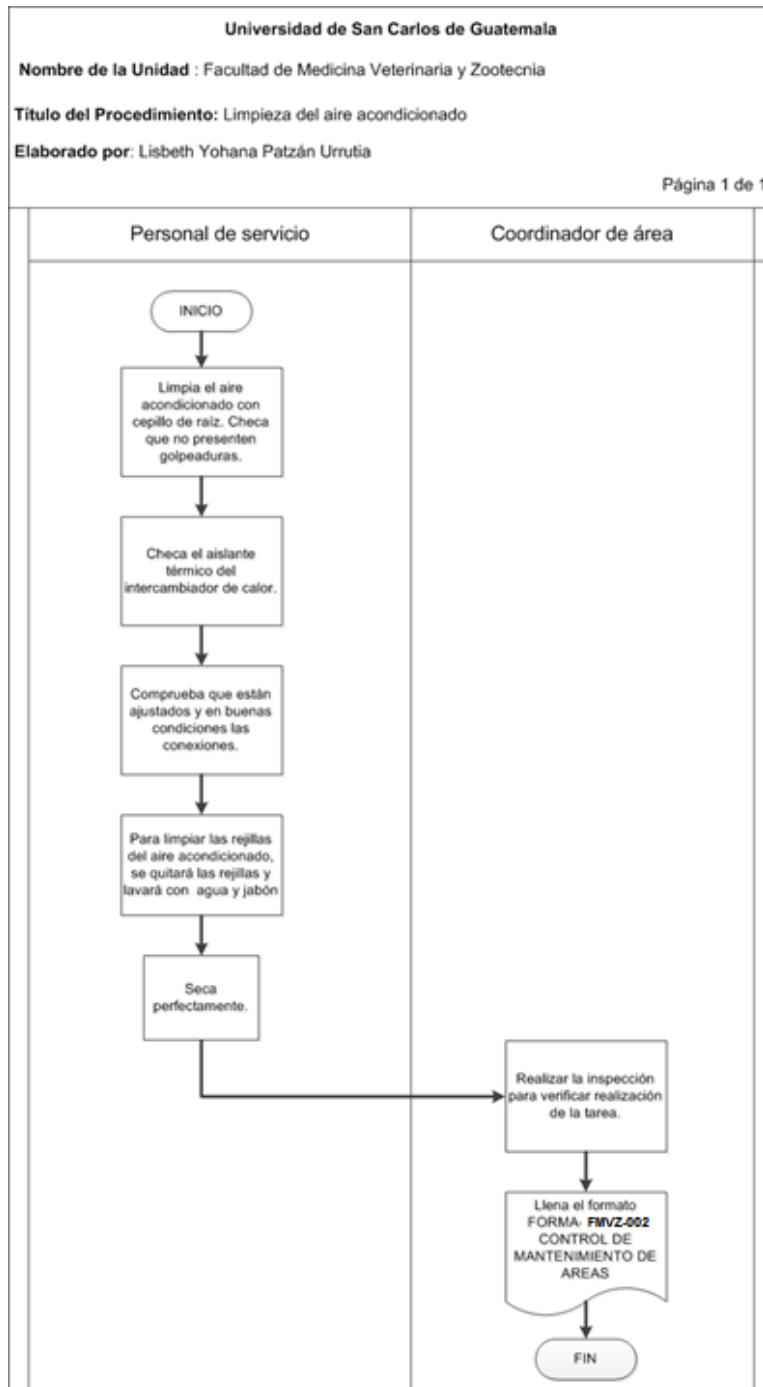 Universidad de San Carlos de Guatemala
Nombre de la Unidad : Facultad de Medicina Veterinaria y Zootecnia
Título del Procedimiento: Limpieza del aire acondicionado
Elaborado por: Lisbeth Yohana Patzán Urrutia
Página 1 de 1
Personal de servicio
Coordinador de área
INICIO
Limpia el aire
acondicionado con
cepillo de raíz. Checa
que no presenten
golpeaduras.
Checa el aislante
térmico del
intercambiador de calor.
Comprueba que están
ajustados y en buenas
condiciones las
conexiones.
Para limpiar las rejillas
del aire acondicionado,
se quitará las rejillas y
lavará con agua y jabón
Seca
perfectamente.
Realizar la inspección
para verificar realización
de la tarea.
Llena el formato
FORMA- FMVZ-002
CONTROL DE
MANTENIMIENTO DE
AREAS
FIN